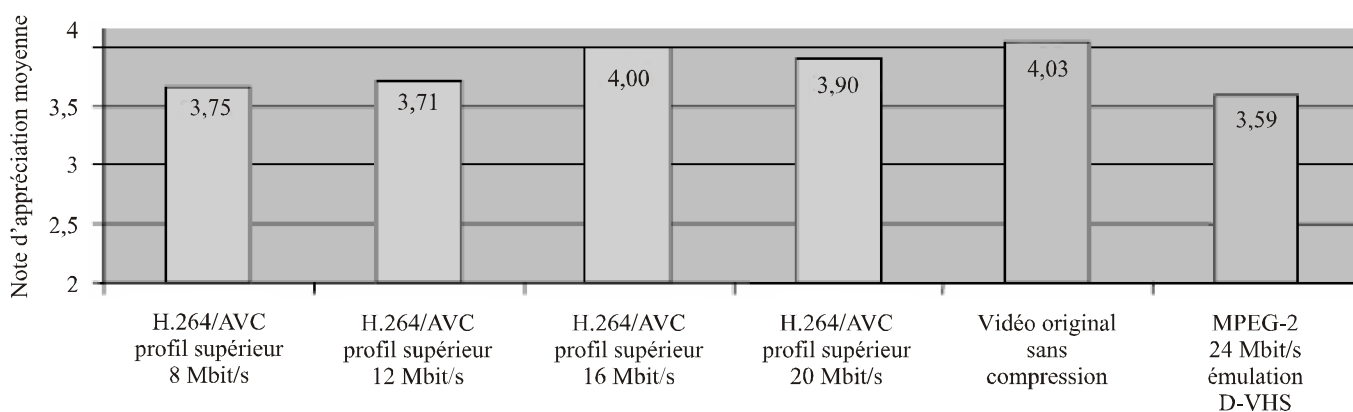 Note d'appréciation moyenne
4
3,5
3
2,5
2
3,75
3,71
4,00
3,90
4,03
3,59
H.264/AVC
profil supérieur
8 Mbit/s
H.264/AVC
profil supérieur
12 Mbit/s
H.264/AVC
profil supérieur
16 Mbit/s
H.264/AVC
profil supérieur
20 Mbit/s
Vidéo original
sans
compression
MPEG-2
24 Mbit/s
émulation
D-VHS